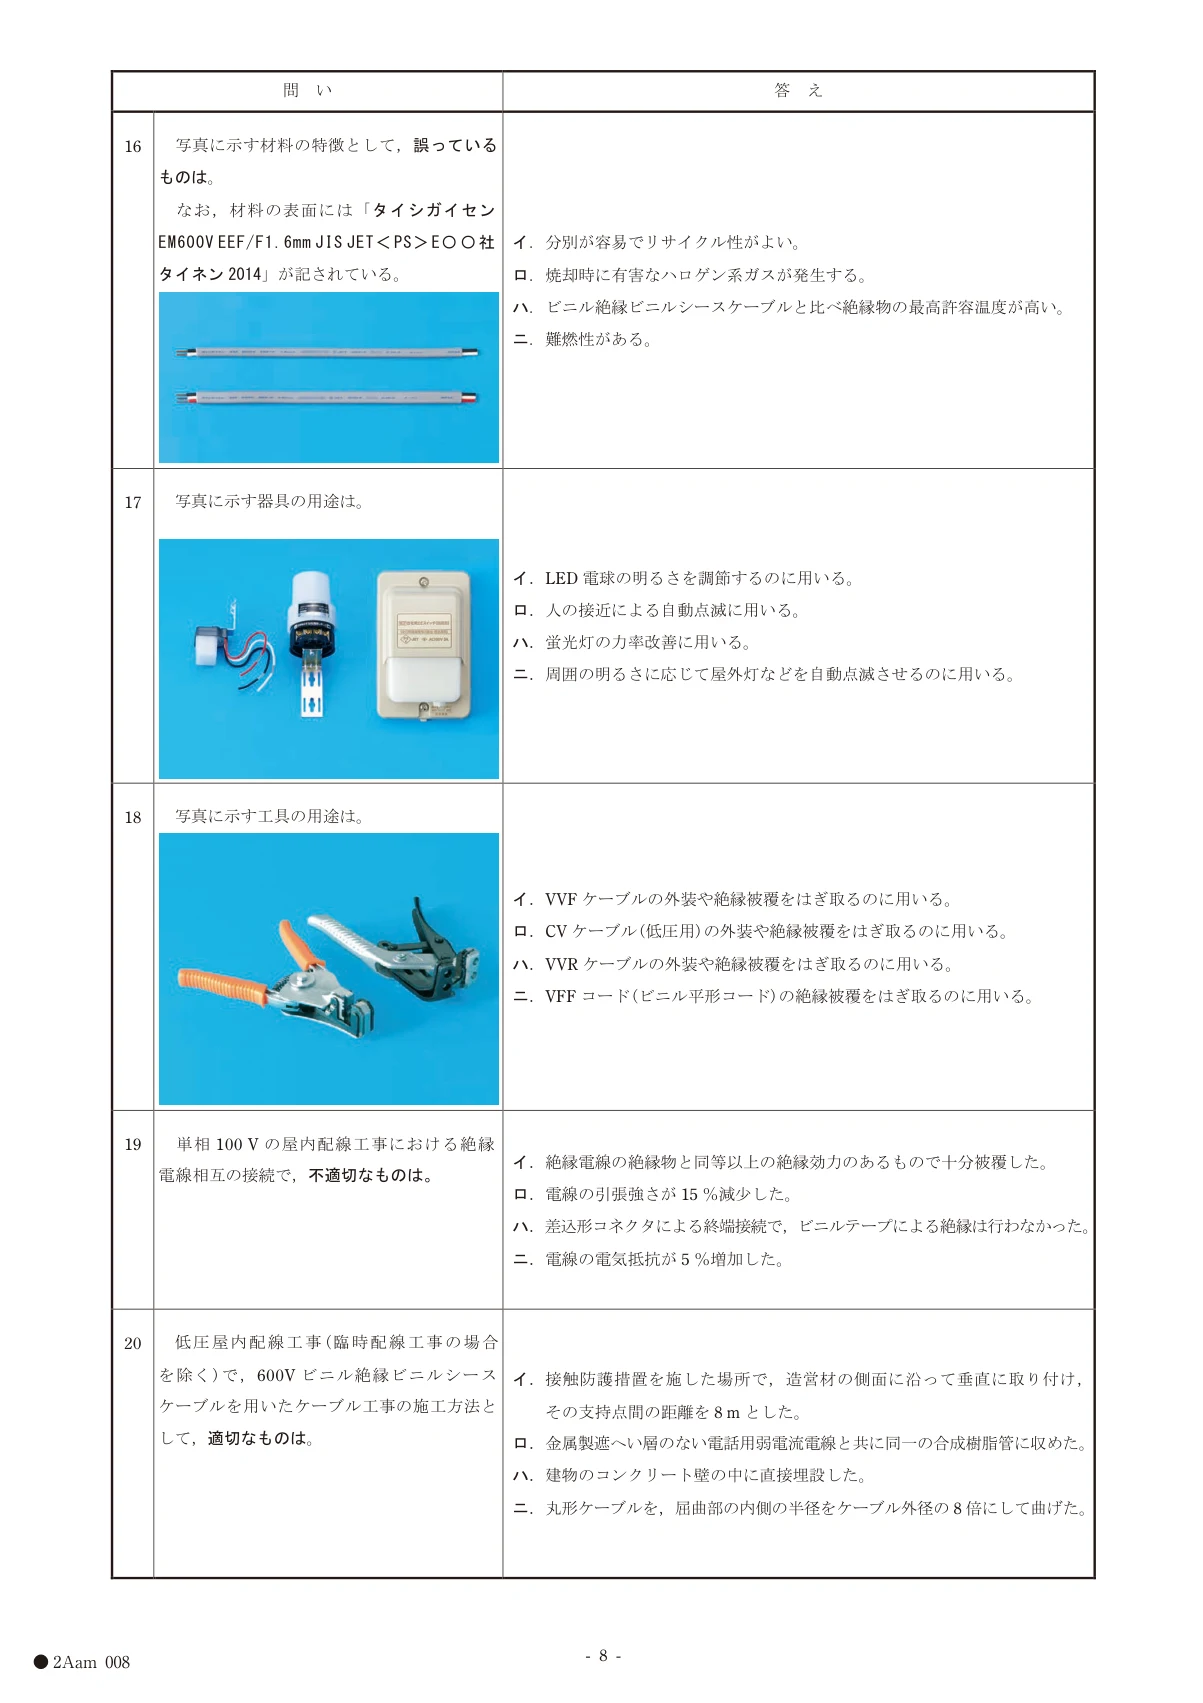 問　い
答　え
16
写真に示す材料の特徴として，誤っている
ものは。
なお，材料の表面には「タイシガイセン
EM600V EEF/F1.6mm JIS JET＜PS＞E〇〇社
タイネン 2014」が記されている。
イ．分別が容易でリサイクル性がよい。
ロ．焼却時に有害なハロゲン系ガスが発生する。
ハ．ビニル絶縁ビニルシースケーブルと比べ絶縁物の最高許容温度が高い。
ニ．難燃性がある。
17
写真に示す器具の用途は。
イ．LED 電球の明るさを調節するのに用いる。
ロ．人の接近による自動点滅に用いる。
ハ．蛍光灯の力率改善に用いる。
ニ．周囲の明るさに応じて屋外灯などを自動点滅させるのに用いる。
18
写真に示す工具の用途は。
イ．VVF ケーブルの外装や絶縁被覆をはぎ取るのに用いる。
ロ．CV ケーブル（低圧用）の外装や絶縁被覆をはぎ取るのに用いる。
ハ．VVR ケーブルの外装や絶縁被覆をはぎ取るのに用いる。
ニ．VFF コード（ビニル平形コード）の絶縁被覆をはぎ取るのに用いる。
19
単相 100 V の屋内配線工事における絶縁
電線相互の接続で，不適切なものは。
イ．絶縁電線の絶縁物と同等以上の絶縁効力のあるもので十分被覆した。
ロ．電線の引張強さが 15 %減少した。
ハ．差込形コネクタによる終端接続で，ビニルテープによる絶縁は行わなかった。
ニ．電線の電気抵抗が 5 %増加した。
20
低圧屋内配線工事（臨時配線工事の場合
を除く）で，600V ビニル絶縁ビニルシース
ケーブルを用いたケーブル工事の施工方法と
して，適切なものは。
イ．接触防護措置を施した場所で，造営材の側面に沿って垂直に取り付け，
その支持点間の距離を 8 m とした。
ロ．金属製遮へい層のない電話用弱電流電線と共に同一の合成樹脂管に収めた。
ハ．建物のコンクリート壁の中に直接埋設した。
ニ．丸形ケーブルを，屈曲部の内側の半径をケーブル外径の 8 倍にして曲げた。
- 8 -
●2Aam 008